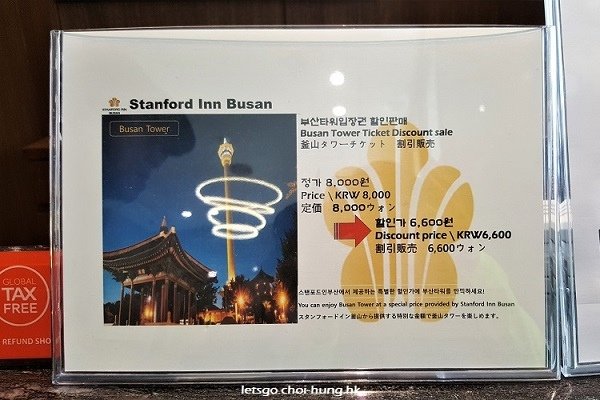 Stanford Inn Busan
STANFORD INN
BUSAN
Busan Tower
부산타워입장권 할인판매
Busan Tower Ticket Discount sale
釜山タワーチケット 割引販売
정가 8,000원
Price \ KRW 8,000
定価 8,000ウォン
할인가 6,600원
Discount price \ KRW6,600
割引販売 6,600ウォン
스탠포드인부산에서 제공하는 특별한 할인가에 부산타워를 만끽하세요!
You can enjoy Busan Tower at a special price provided by Stanford Inn Busan
スタンフォードイン釜山から提供する特別な金額で釜山タワーを楽しめます。
GLOBAL
TAX
FREE
REFUND SHO
letsgo.choi-hung.hk